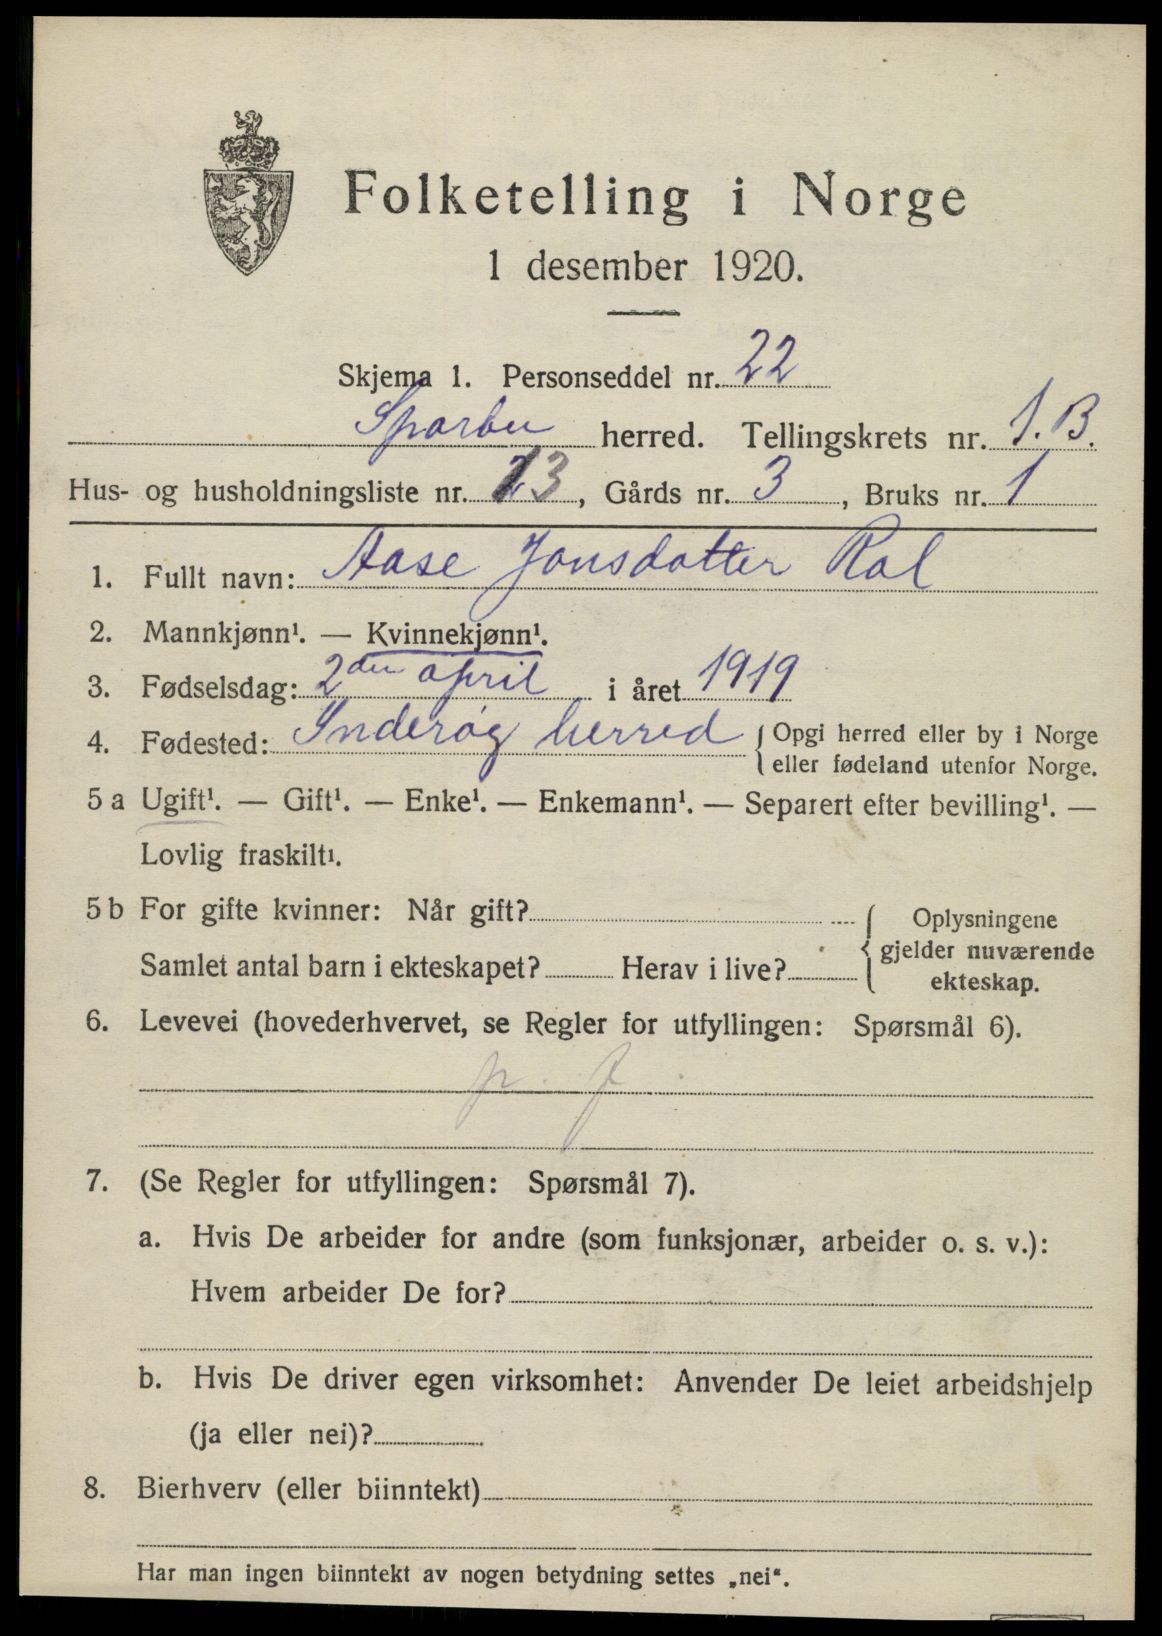 Folketelling i Norge
1 desember 1920.
Skjema 1. Personseddel nr. 22
Sparbu herred. Tellingskrets nr. 1. B.
Hus- og husholdningsliste nr. 13, Gårds nr. 3, Bruks nr. 1
1. Fullt navn: Aase Jonsdatter Rol
2. Mannkjønn¹. — Kvinnekjønn¹.
3. Fødselsdag: 2den april i året 1919
4. Fødested: Inderøy herred { Opgi herred eller by i Norge
eller fødeland utenfor Norge.
5 a Ugift¹. — Gift¹. — Enke¹. — Enkemann¹. — Separert efter bevilling¹. —
Lovlig fraskilt¹.
5 b For gifte kvinner: Når gift? { Oplysningene
gjelder nuværende
Samlet antal barn i ekteskapet? Herav i live?
ekteskap.
6. Levevei (hovederhvervet, se Regler for utfyllingen: Spørsmål 6).
p. f.
7. (Se Regler for utfyllingen: Spørsmål 7).
a. Hvis De arbeider for andre (som funksjonær, arbeider o. s. v.):
Hvem arbeider De for?
b. Hvis De driver egen virksomhet: Anvender De leiet arbeidshjelp
(ja eller nei)?
8. Bierhverv (eller biinntekt)
Har man ingen biinntekt av nogen betydning settes „nei“.